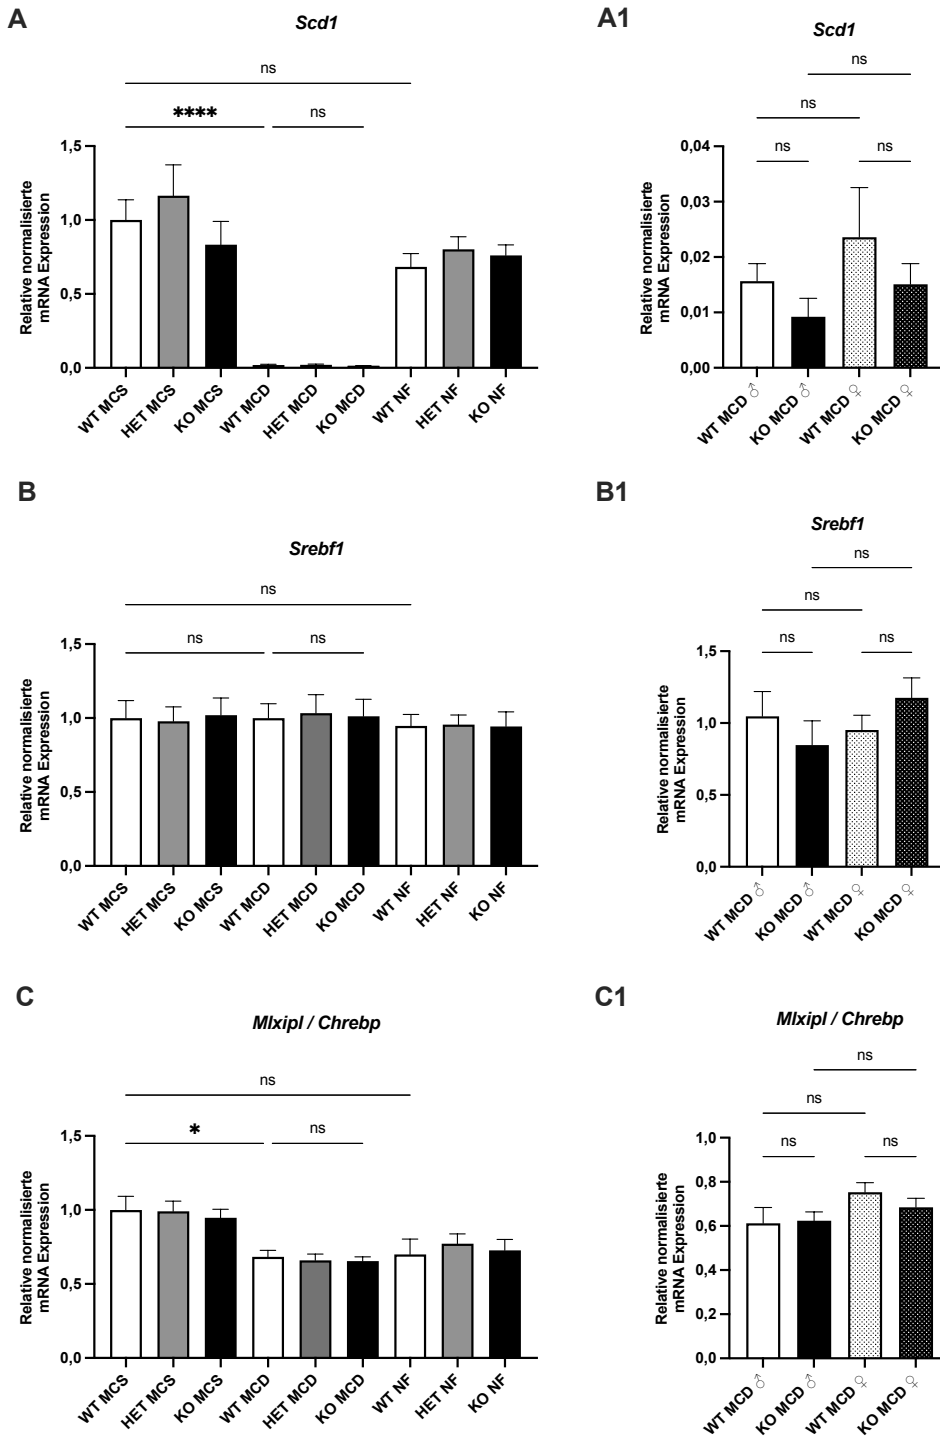 A
Scd1
ns
**** ns
Relative normalisierte
mRNA Expression
1,5
1,0
0,5
0,0
WT MCS
HET MCS
KO MCS
WT MCD
HET MCD
KO MCD
WT NF
HET NF
KO NF
A1
Scd1
ns
ns
ns ns
Relative normalisierte
mRNA Expression
0,04
0,03
0,02
0,01
0,00
WT MCD ♂
KO MCD ♂
WT MCD ♀
KO MCD ♀
B
Srebf1
ns
ns ns
Relative normalisierte
mRNA Expression
1,5
1,0
0,5
0,0
WT MCS
HET MCS
KO MCS
WT MCD
HET MCD
KO MCD
WT NF
HET NF
KO NF
B1
Srebf1
ns
ns
ns ns
Relative normalisierte
mRNA Expression
1,5
1,0
0,5
0,0
WT MCD ♂
KO MCD ♂
WT MCD ♀
KO MCD ♀
C
Mlxipl / Chrebp
ns
* ns
Relative normalisierte
mRNA Expression
1,5
1,0
0,5
0,0
WT MCS
HET MCS
KO MCS
WT MCD
HET MCD
KO MCD
WT NF
HET NF
KO NF
C1
Mlxipl / Chrebp
ns
ns
ns ns
Relative normalisierte
mRNA Expression
1,0
0,8
0,6
0,4
0,2
0,0
WT MCD ♂
KO MCD ♂
WT MCD ♀
KO MCD ♀